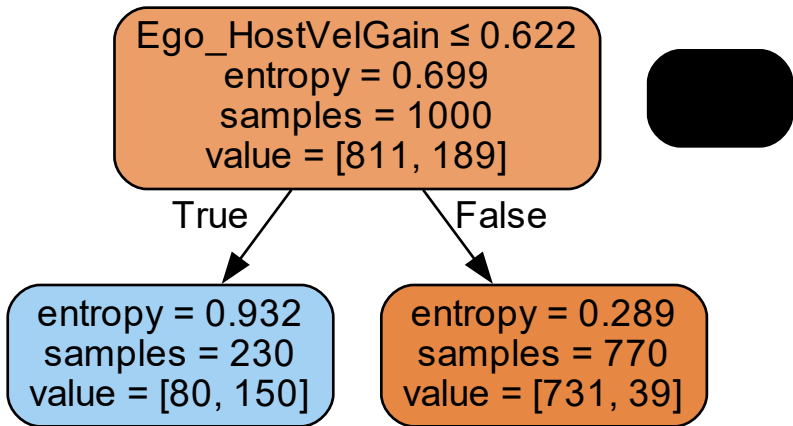 Ego_HostVelGain ≤ 0.622
entropy = 0.699
samples = 1000
value = [811, 189]
True
False
entropy = 0.932
samples = 230
value = [80, 150]
entropy = 0.289
samples = 770
value = [731, 39]